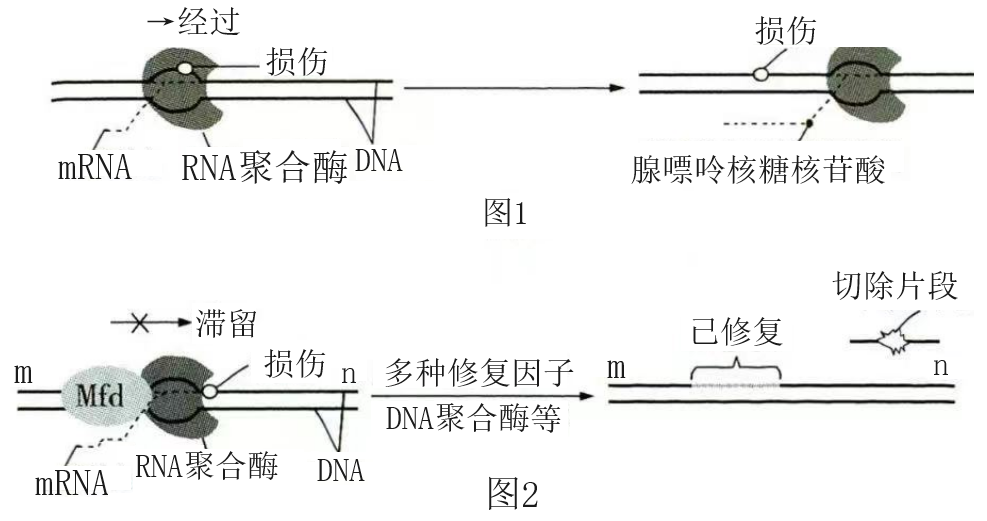 →经过
损伤
mRNA
RNA聚合酶
DNA
损伤
腺嘌呤核糖核苷酸
图1
滞留
损伤
m
n
Mfd
mRNA
RNA聚合酶
DNA
多种修复因子
DNA聚合酶等
切除片段
已修复
m
n
图2